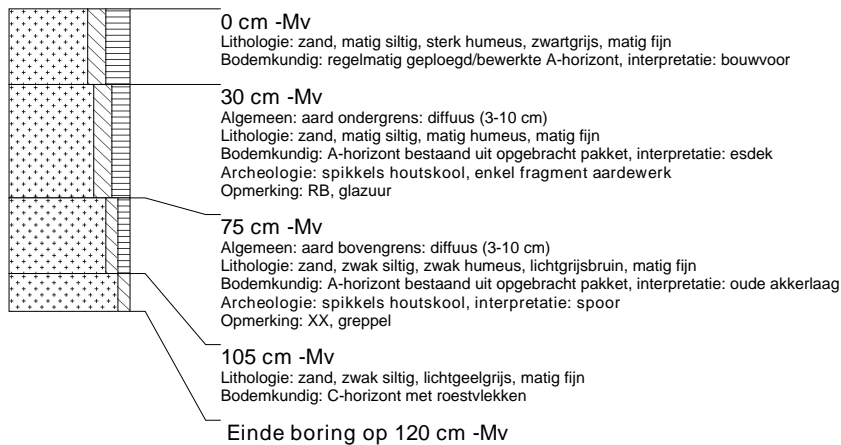 0 cm -Mv
Lithologie: zand, matig siltig, sterk humeus, zwartgrijs, matig fijn
Bodemkundig: regelmatig geploegd/bewerkte A-horizont, interpretatie: bouwvoor
30 cm -Mv
Algemeen: aard ondergrens: diffuus (3-10 cm)
Lithologie: zand, matig siltig, matig humeus, matig fijn
Bodemkundig: A-horizont bestaand uit opgebracht pakket, interpretatie: esdek
Archeologie: spikkels houtskool, enkel fragment aardewerk
Opmerking: RB, glazuur
75 cm -Mv
Algemeen: aard bovengrens: diffuus (3-10 cm)
Lithologie: zand, zwak siltig, zwak humeus, lichtgrijsbruin, matig fijn
Bodemkundig: A-horizont bestaand uit opgebracht pakket, interpretatie: oude akkerlaag
Archeologie: spikkels houtskool, interpretatie: spoor
Opmerking: XX, greppel
105 cm -Mv
Lithologie: zand, zwak siltig, lichtgeelgrijs, matig fijn
Bodemkundig: C-horizont met roestvlekken
Einde boring op 120 cm -Mv